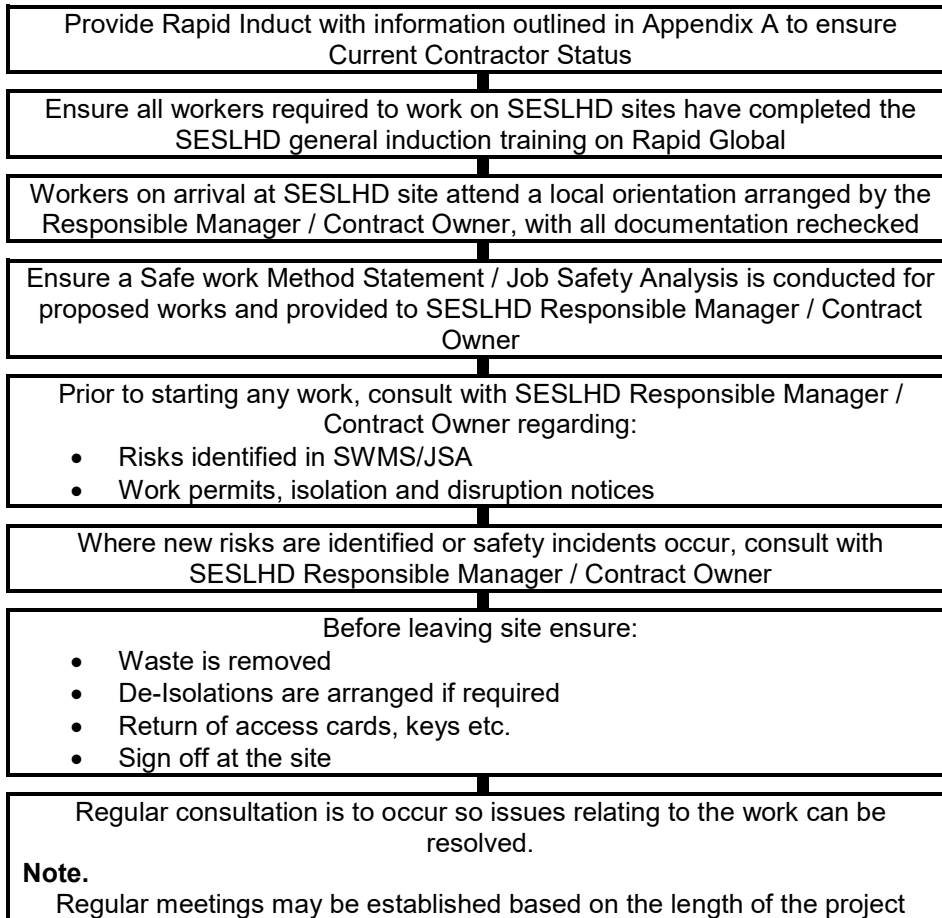 Provide Rapid Induct with information outlined in Appendix A to ensure
Current Contractor Status
Ensure all workers required to work on SESLHD sites have completed the
SESLHD general induction training on Rapid Global
Workers on arrival at SESLHD site attend a local orientation arranged by the
Responsible Manager / Contract Owner, with all documentation rechecked
Ensure a Safe work Method Statement / Job Safety Analysis is conducted for
proposed works and provided to SESLHD Responsible Manager / Contract
Owner
Prior to starting any work, consult with SESLHD Responsible Manager /
Contract Owner regarding:
• Risks identified in SWMS/JSA
• Work permits, isolation and disruption notices
Where new risks are identified or safety incidents occur, consult with
SESLHD Responsible Manager / Contract Owner
Before leaving site ensure:
• Waste is removed
• De-Isolations are arranged if required
• Return of access cards, keys etc.
• Sign off at the site
Regular consultation is to occur so issues relating to the work can be
resolved.
Note.
Regular meetings may be established based on the length of the project